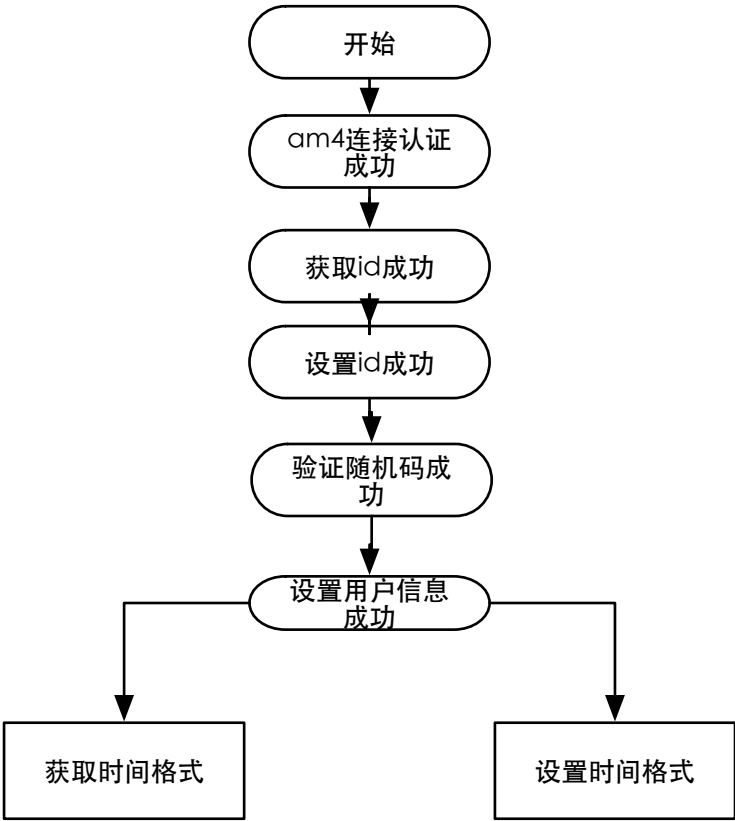 开始
am4连接认证
成功
获取id成功
设置id成功
验证随机码成
功
设置用户信息
成功
获取时间格式
设置时间格式